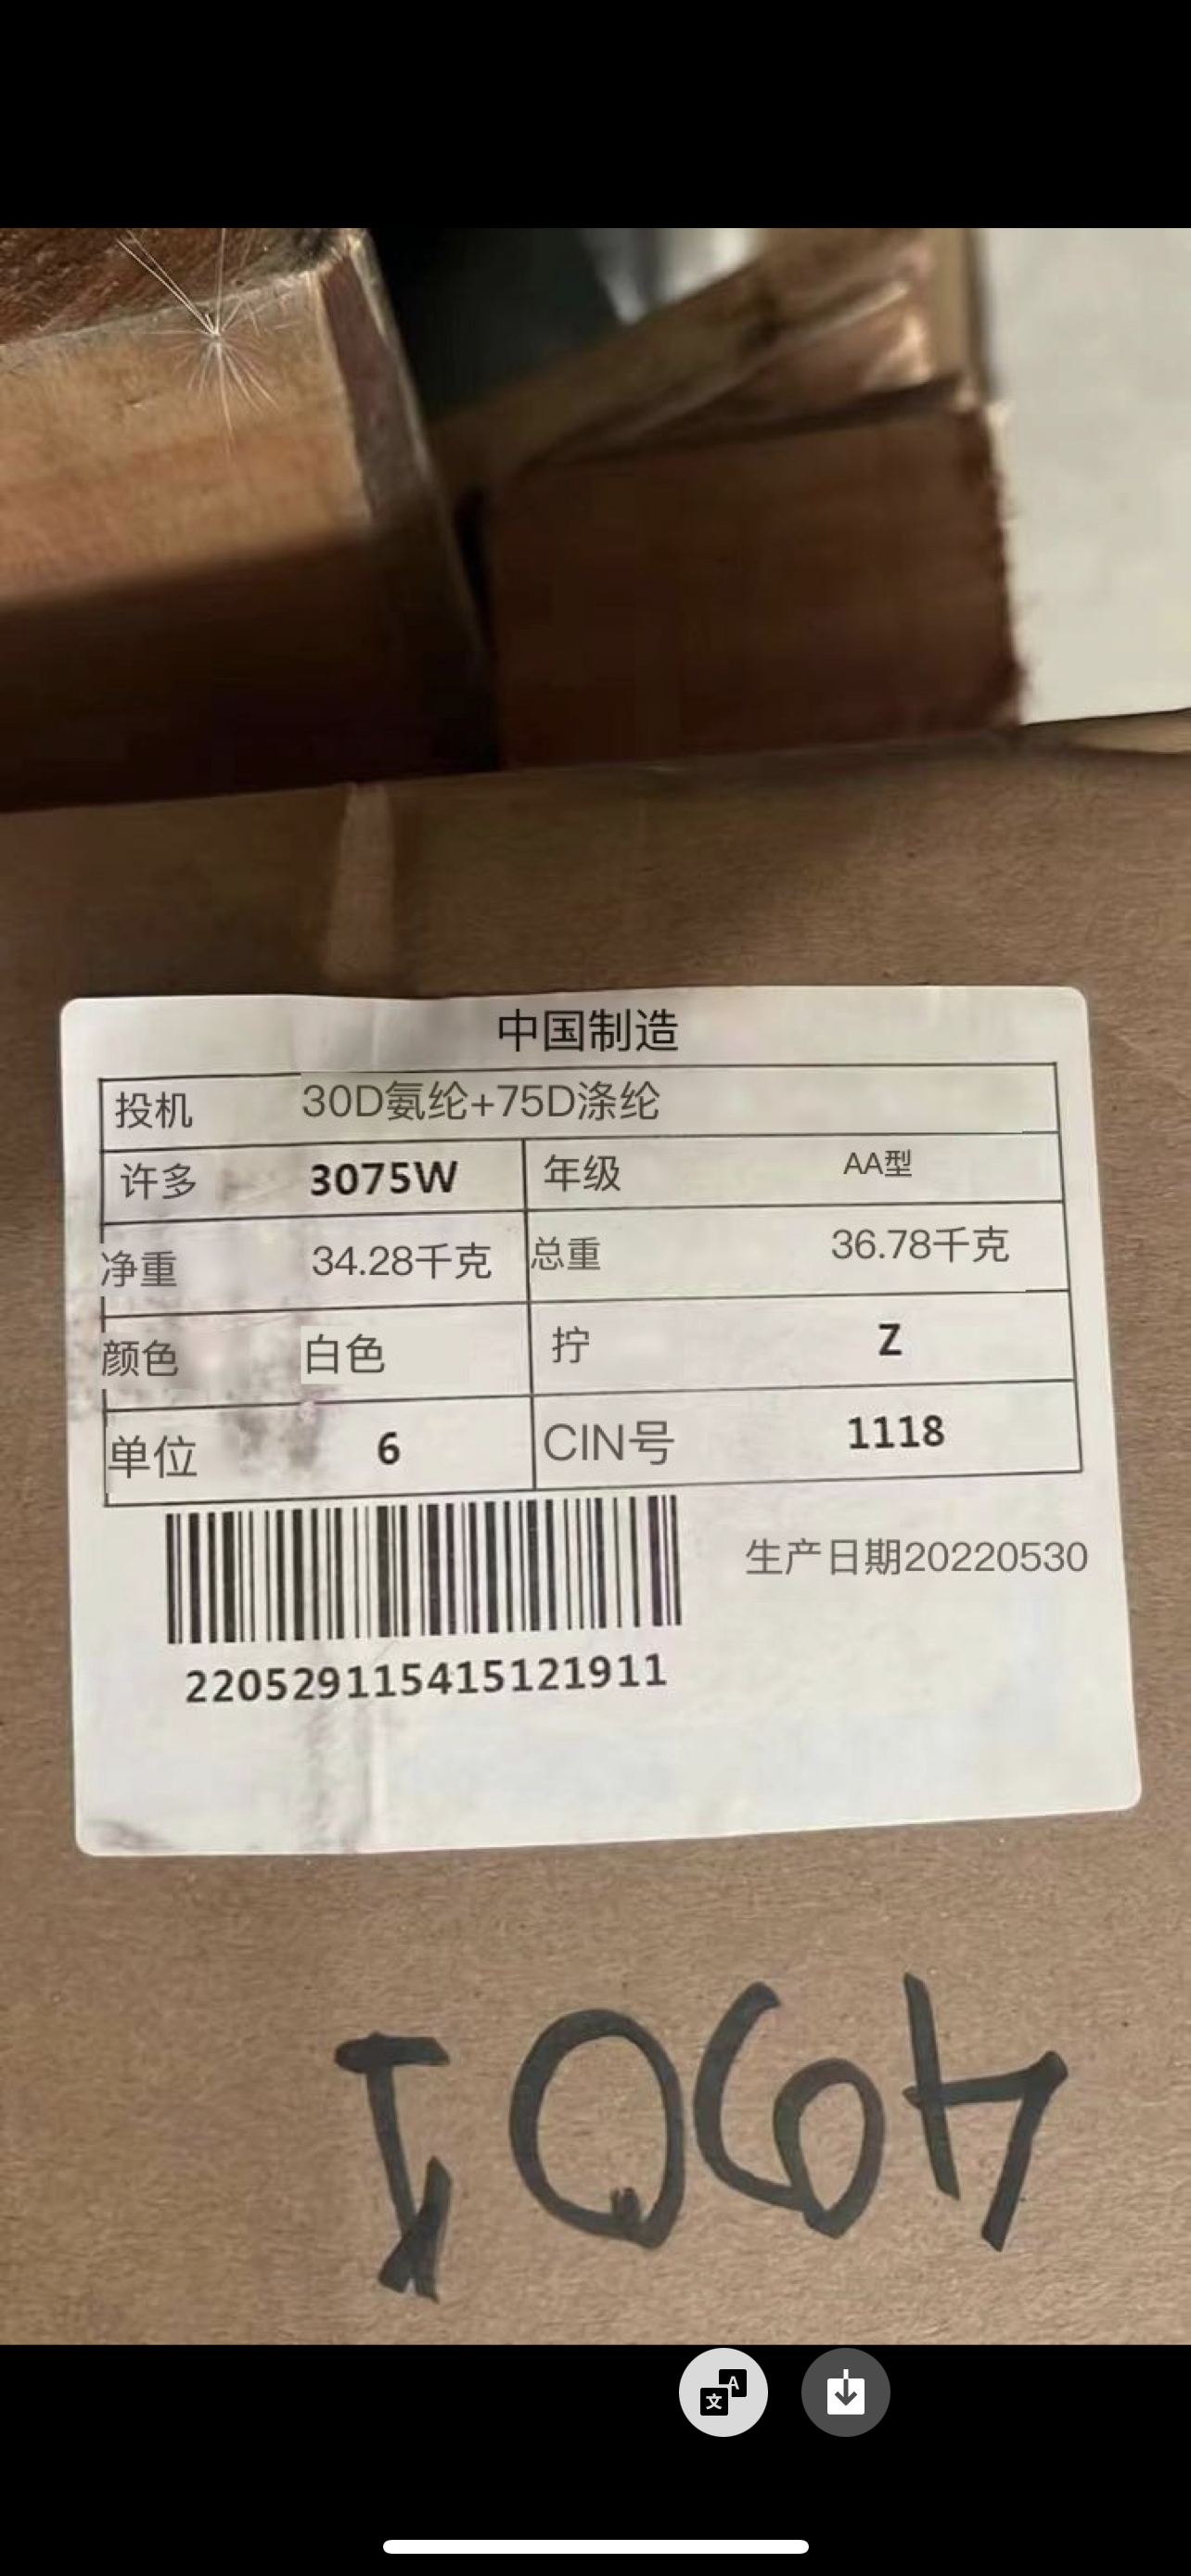 中国制造
投机 30D氨纶+75D涤纶
许多 3075W 年级 AA型
净重 34.28千克 总重 36.78千克
颜色 白色 拧 Z
单位 6 CIN号 1118
生产日期20220530
220529115415121911